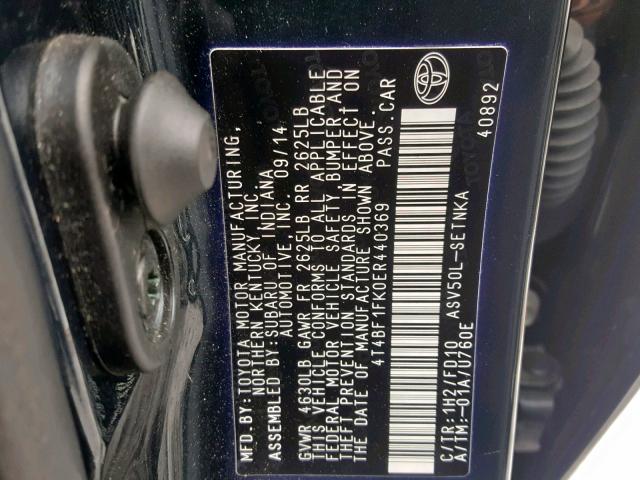 MFD BY:TOYOTA MOTOR MANUFACTURING,
NORTHERN KENTUCKY INC.
ASSEMBLED BY:SUBARU OF INDIANA
AUTOMOTIVE, INC. 09/14
GVWR 4630LB GAWR FR 2625LB RR 2625LB
THIS VEHICLE CONFORMS TO ALL APPLICABLE
FEDERAL MOTOR VEHICLE SAFETY, BUMPER AND
THEFT PREVENTION STANDARDS IN EFFECT ON
THE DATE OF MANUFACTURE SHOWN ABOVE.
4T4BF1FK0ER440369 PASS.CAR
C/TR:1H2/FD10 ASV50L-SETNKA
A/TM:-01A/U760E 40892